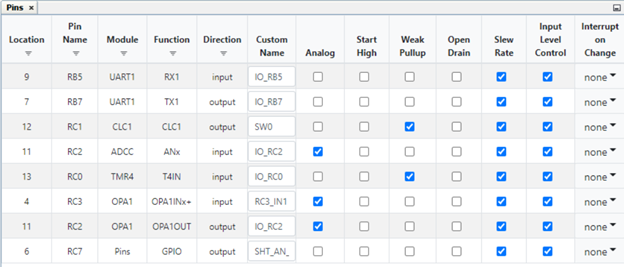 Pins ×
Location Pin Name Module Function Direction Custom Name Analog Start High Weak Pullup Open Drain Slew Rate Input Level Control Interrupt on Change
9 RB5 UART1 RX1 input IO_RB5 none
7 RB7 UART1 TX1 output IO_RB7 none
12 RC1 CLC1 CLC1 output SW0 none
11 RC2 ADCC ANx input IO_RC2 none
13 RC0 TMR4 T4IN input IO_RC0 none
4 RC3 OPA1 OPA1INx+ input RC3_IN1 none
11 RC2 OPA1 OPA1OUT output IO_RC2 none
6 RC7 Pins GPIO output SHT_AN_ none